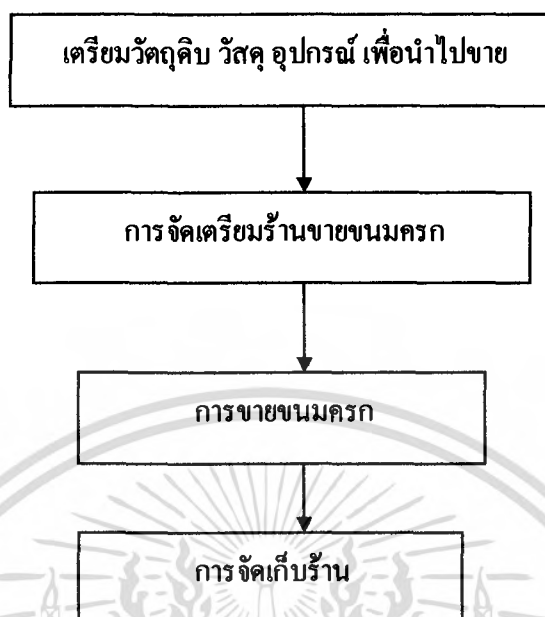 เตรียมวัตถุดิบ วัสดุ อุปกรณ์ เพื่อนำไปขาย
การจัดเตรียมร้านขายขนมครก
การขายขนมครก
การจัดเก็บร้าน